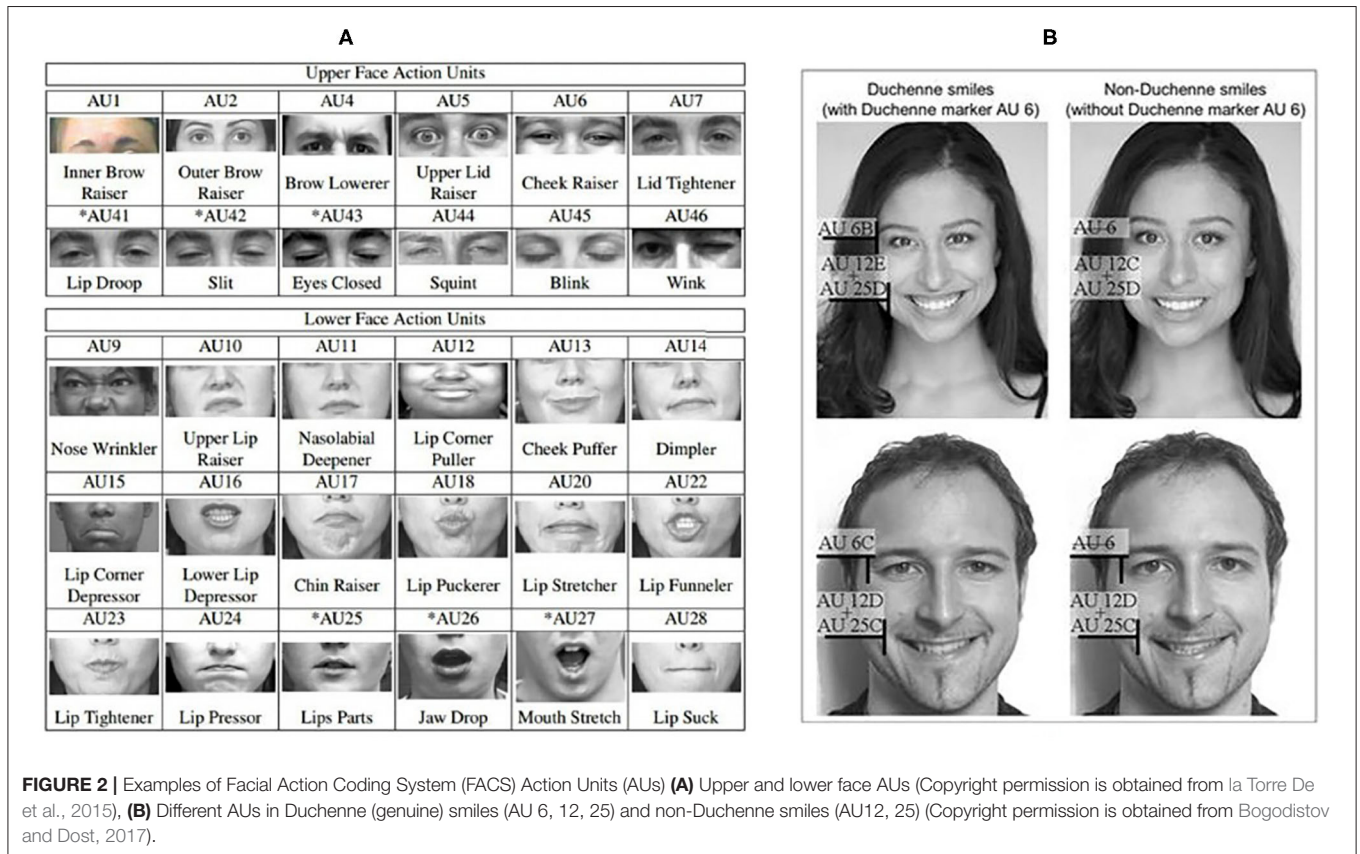 A
Upper Face Action Units
AU1 AU2 AU4 AU5 AU6 AU7
Inner Brow Raiser Outer Brow Raiser Brow Lowerer Upper Lid Raiser Cheek Raiser Lid Tightener
*AU41 *AU42 *AU43 AU44 AU45 AU46
Lip Droop Slit Eyes Closed Squint Blink Wink
Lower Face Action Units
AU9 AU10 AU11 AU12 AU13 AU14
Nose Wrinkler Upper Lip Raiser Nasolabial Deepener Lip Corner Puller Cheek Puffer Dimpler
AU15 AU16 AU17 AU18 AU20 AU22
Lip Corner Depressor Lower Lip Depressor Chin Raiser Lip Puckerer Lip Stretcher Lip Funneler
AU23 AU24 *AU25 *AU26 *AU27 AU28
Lip Tightener Lip Pressor Lips Parts Jaw Drop Mouth Stretch Lip Suck
B
Duchenne smiles
(with Duchenne marker AU 6)
Non-Duchenne smiles
(without Duchenne marker AU 6)
AU 6B
AU 12E
+
AU 25D
AU 6
AU 12C
+
AU 25D
AU 6C
AU 12D
+
AU 25C
AU 6
AU 12D
+
AU 25C
FIGURE 2 | Examples of Facial Action Coding System (FACS) Action Units (AUs) (A) Upper and lower face AUs (Copyright permission is obtained from la Torre De
et al., 2015), (B) Different AUs in Duchenne (genuine) smiles (AU 6, 12, 25) and non-Duchenne smiles (AU12, 25) (Copyright permission is obtained from Bogodistov
and Dost, 2017).